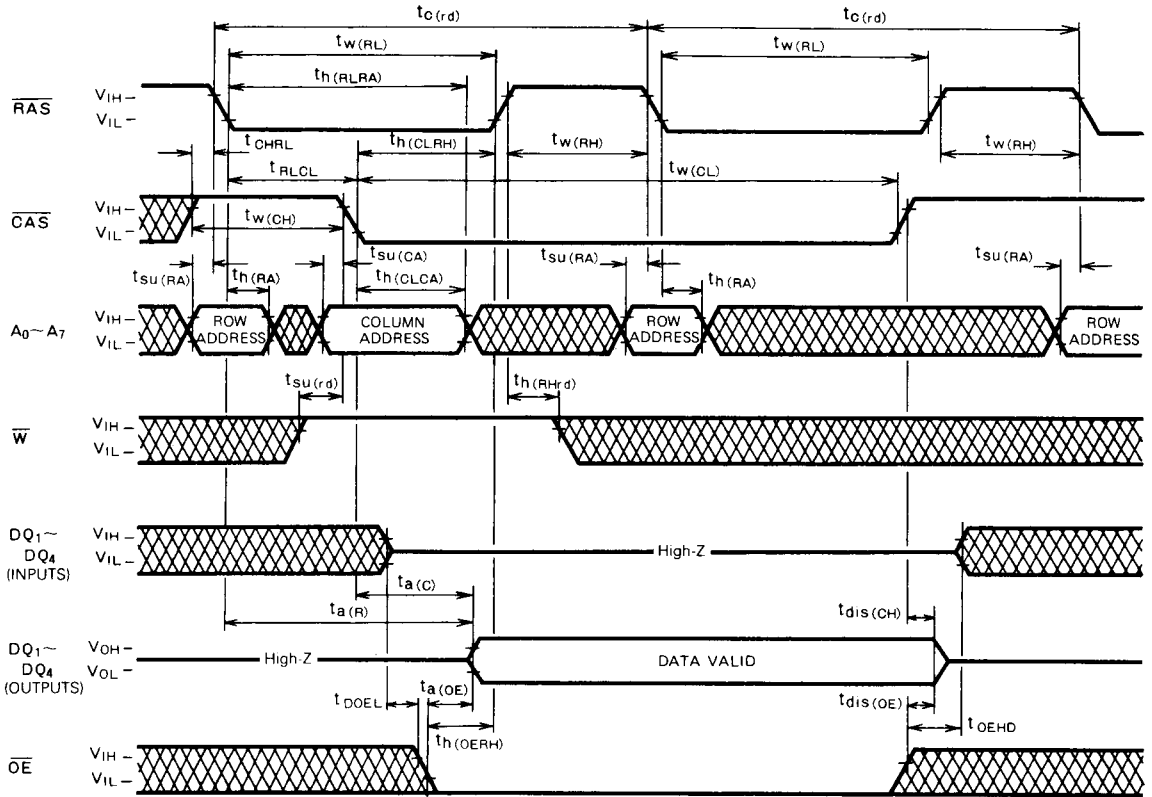 tc(rd) tc(rd)
tw(RL) tw(RL)
th(RLRA)
RAS VIH VIL
tCHRL th(CLRH) tw(RH) tw(RH)
tRLCL tw(CL)
CAS VIH VIL
tw(CH)
tsu(CA) tsu(RA) tsu(RA)
tsu(RA) th(RA) th(CLCA) th(RA)
A0~A7 VIH VIL
ROW ADDRESS COLUMN ADDRESS ROW ADDRESS ROW ADDRESS
tsu(rd) th(RHrd)
W VIH VIL
DQ1~ VIH
DQ4 VIL High-Z
(INPUTS)
ta(C)
ta(R) tdis(CH)
DQ1~ VOH
DQ4 VOL High-Z DATA VALID
(OUTPUTS)
tDOEL ta(OE) tdis(OE) tOEHD
th(OERH)
OE VIH VIL